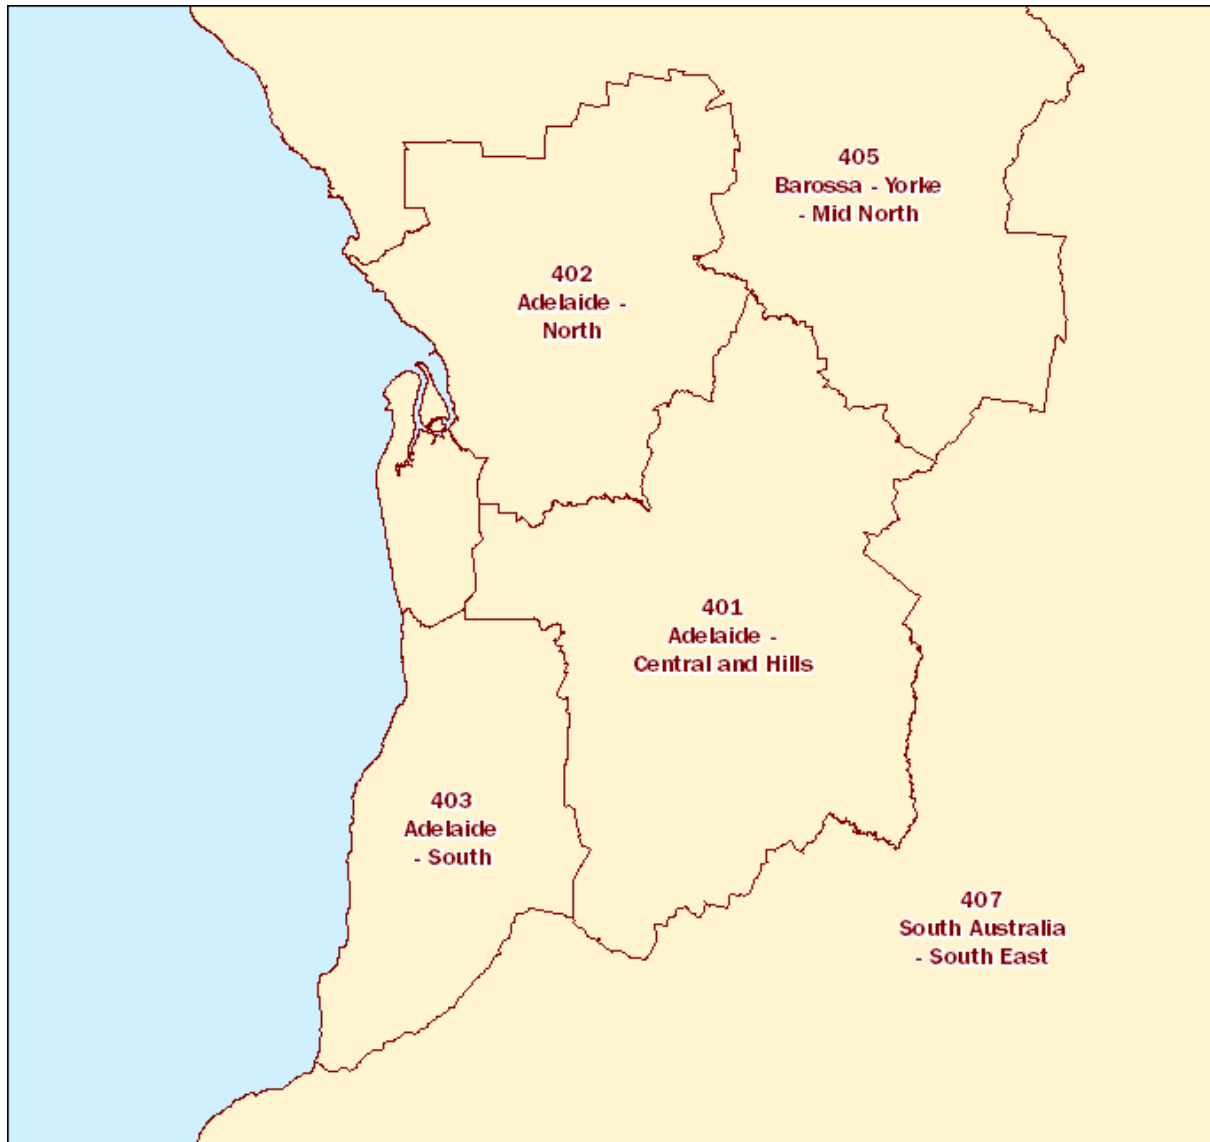 405
Barossa - Yorke
- Mid North
402
Adelaide -
North
401
Adelaide -
Central and Hills
403
Adelaide
- South
407
South Australia
- South East